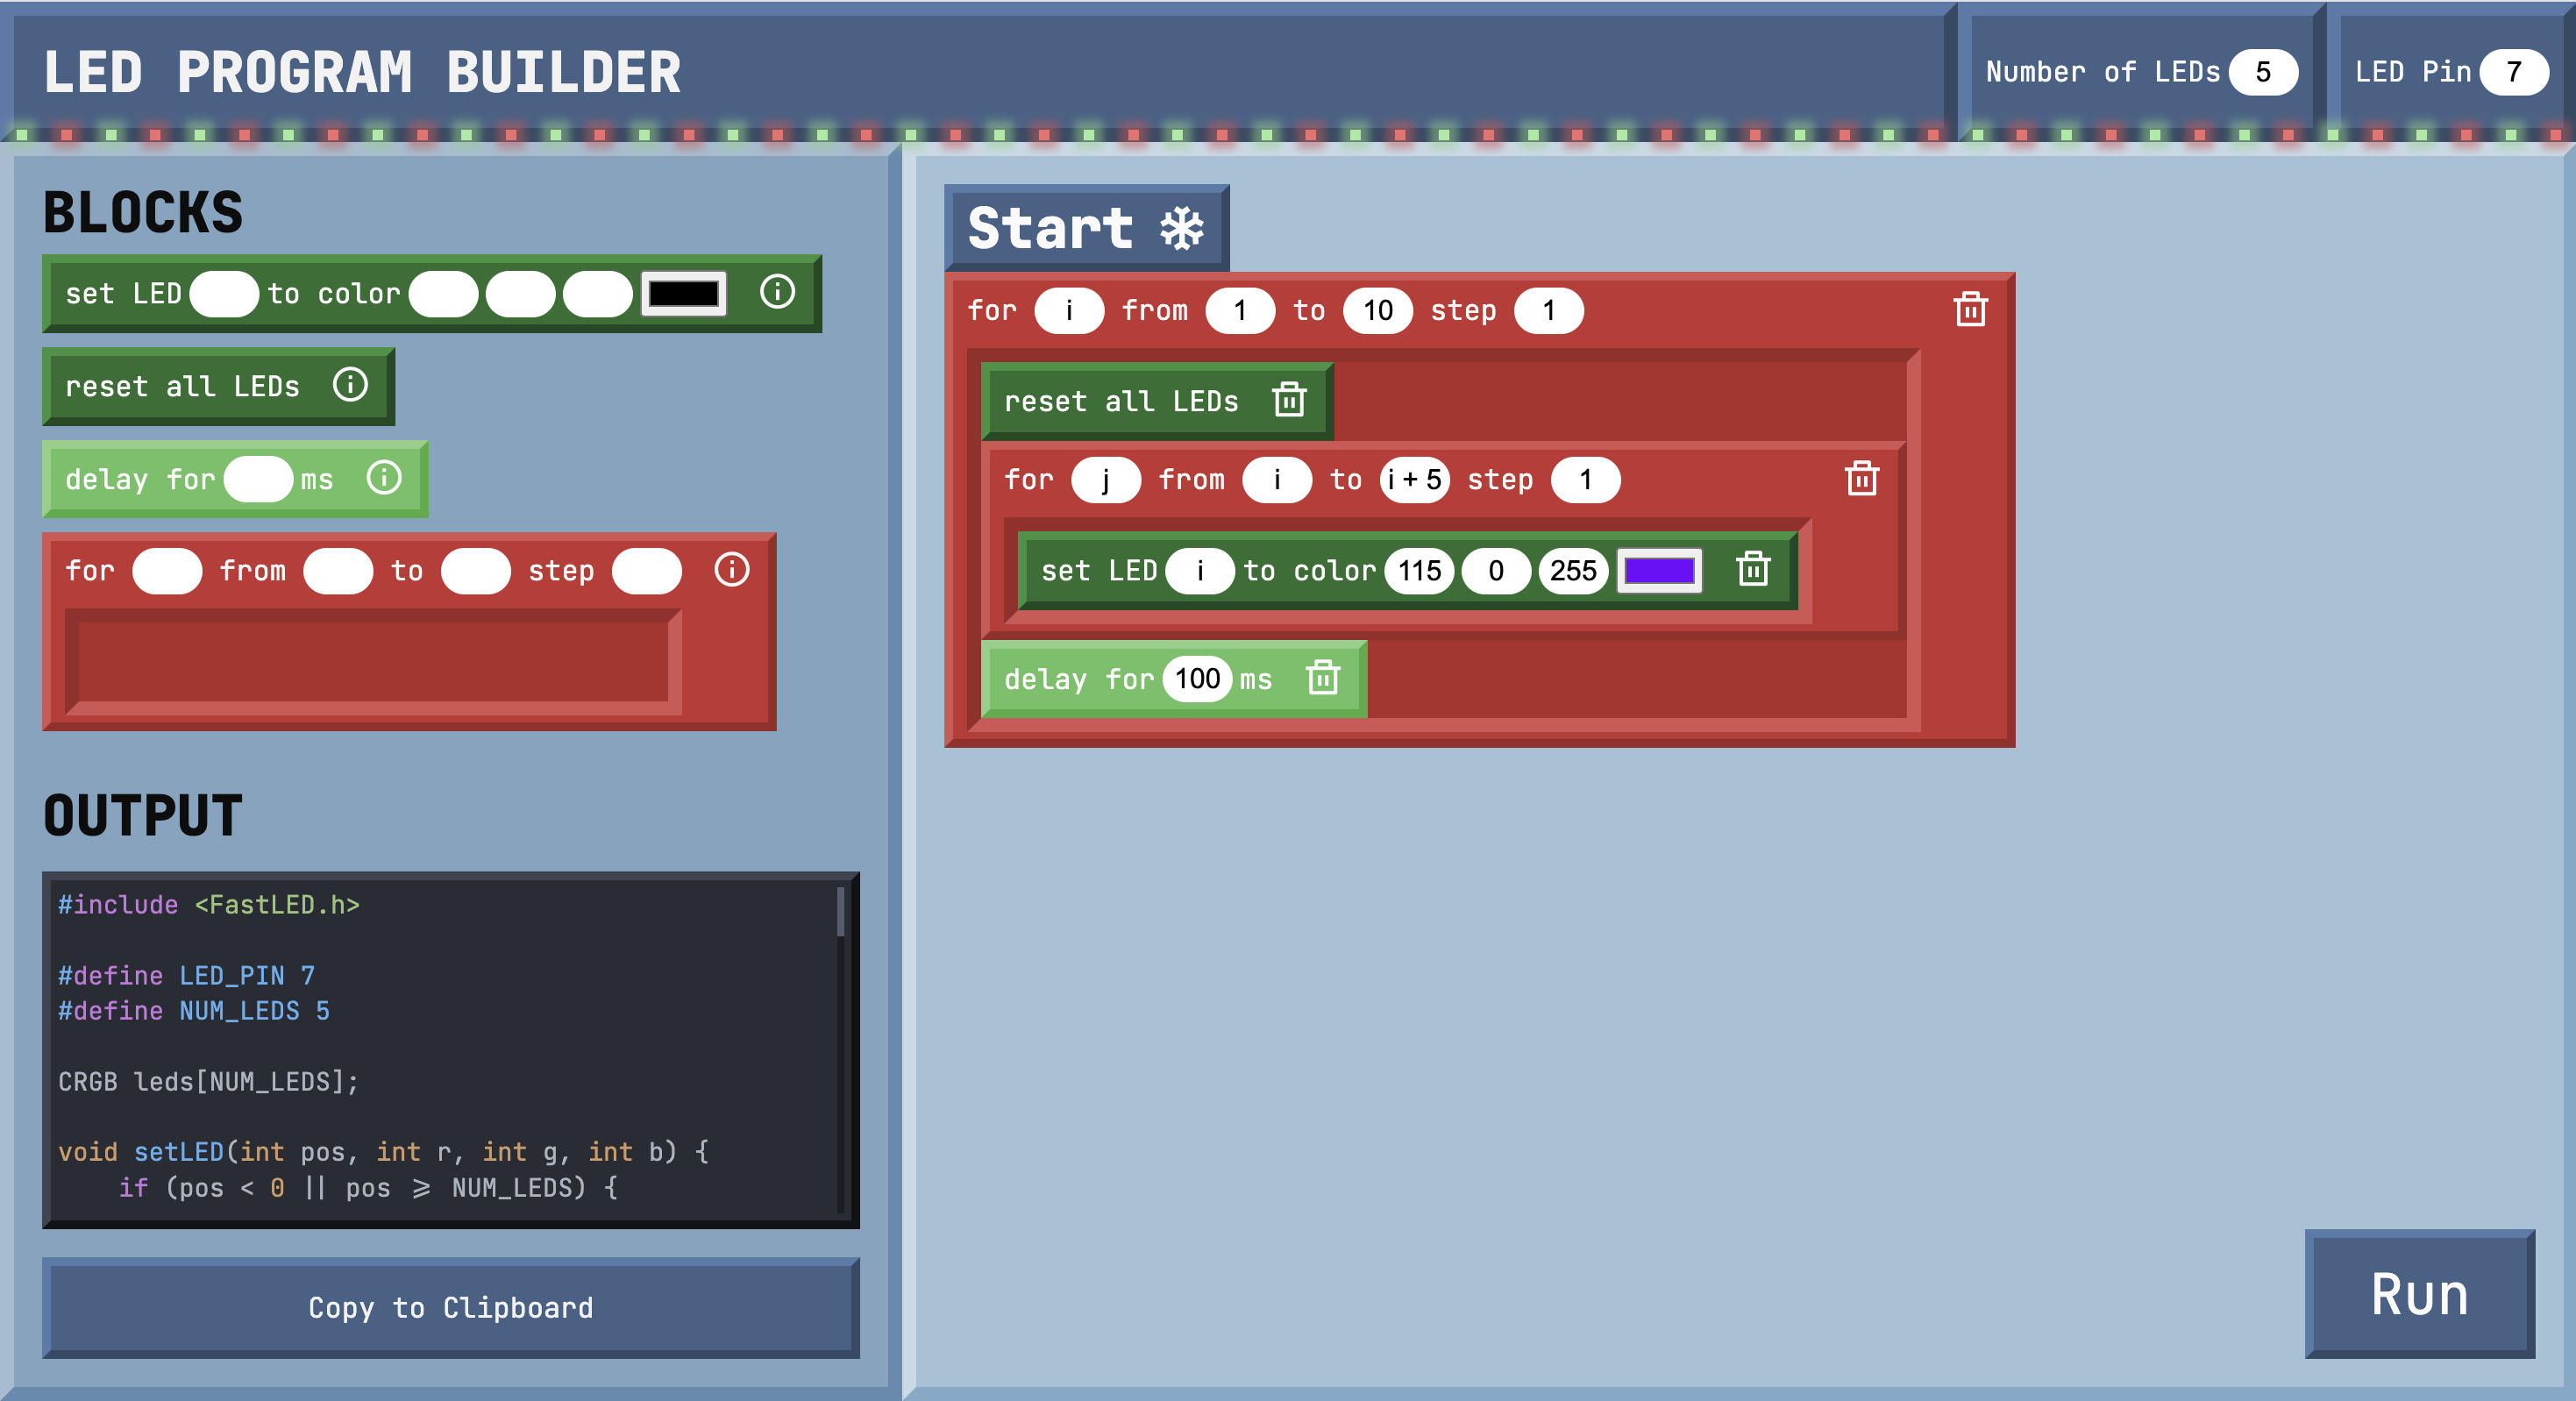 LED PROGRAM BUILDER
Number of LEDs 5
LED Pin 7
BLOCKS
set LED to color
reset all LEDs
delay for ms
for from to step
OUTPUT
#include <FastLED.h>
#define LED_PIN 7
#define NUM_LEDS 5
CRGB leds[NUM_LEDS];
void setLED(int pos, int r, int g, int b) {
if (pos < 0 || pos >= NUM_LEDS) {
Copy to Clipboard
Start
for i from 1 to 10 step 1
reset all LEDs
for j from i to i + 5 step 1
set LED i to color 115 0 255
delay for 100 ms
Run